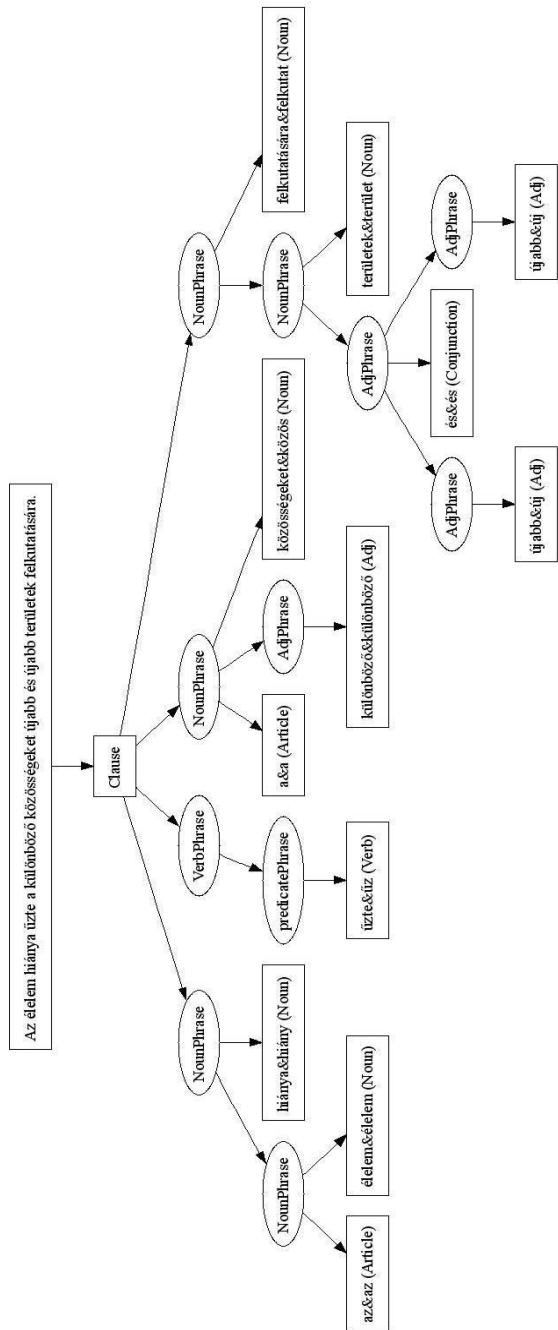 Az élelem hiánya űzte a különböző közösségeket újabb és újabb területek felkutatására.
Clause
NounPhrase
VerbPhrase
NounPhrase
NounPhrase
NounPhrase
hiánya&hiány (Noun)
predicatePhrase
a&a (Article)
AdjPhrase
közösségeket&közös (Noun)
NounPhrase
felkutatására&felkutat (Noun)
az&az (Article)
élelem&élelem (Noun)
űzte&űz (Verb)
különböző&különböző (Adj)
AdjPhrase
területek&terület (Noun)
AdjPhrase
és&és (Conjunction)
AdjPhrase
újabb&új (Adj)
újabb&új (Adj)